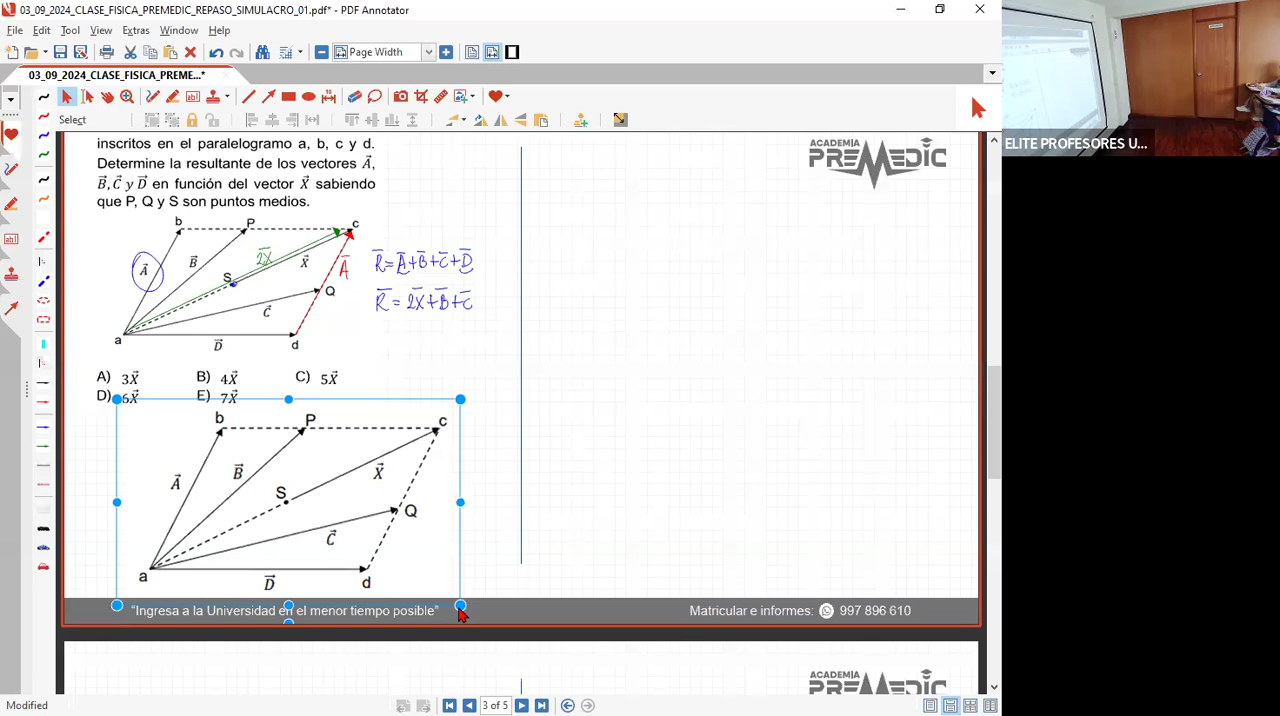 03_09_2024_CLASE_FISICA_PREMEDIC_REPASO_SIMULACRO_01.pdf* - PDF Annotator
File Edit Tool View Extras Window Help
Page Width
03_09_2024_CLASE_FISICA_PREME...*
Select
inscritos en el paralelogramo a, b, c y d.
Determine la resultante de los vectores A⃗,
B⃗, C⃗ y D⃗ en función del vector X⃗ sabiendo
que P, Q y S son puntos medios.
b P c
A⃗ B⃗ 2X̄ X⃗ Ā
S
Q
C⃗
a d
D⃗
R̄ = Ā+B̄+C̄+D̄
R̄ = 2X̄+B̄+C̄
A) 3X⃗ B) 4X⃗ C) 5X⃗
D) 6X⃗ E) 7X⃗
b P c
A⃗ B⃗ X⃗
S
Q
C⃗
a d
D⃗
"Ingresa a la Universidad en el menor tiempo posible"
Matricular e informes: 997 896 610
ACADEMIA
PREMEDIC
ACADEMIA
PREMEDIC
Modified
3 of 5
ELITE PROFESORES U...